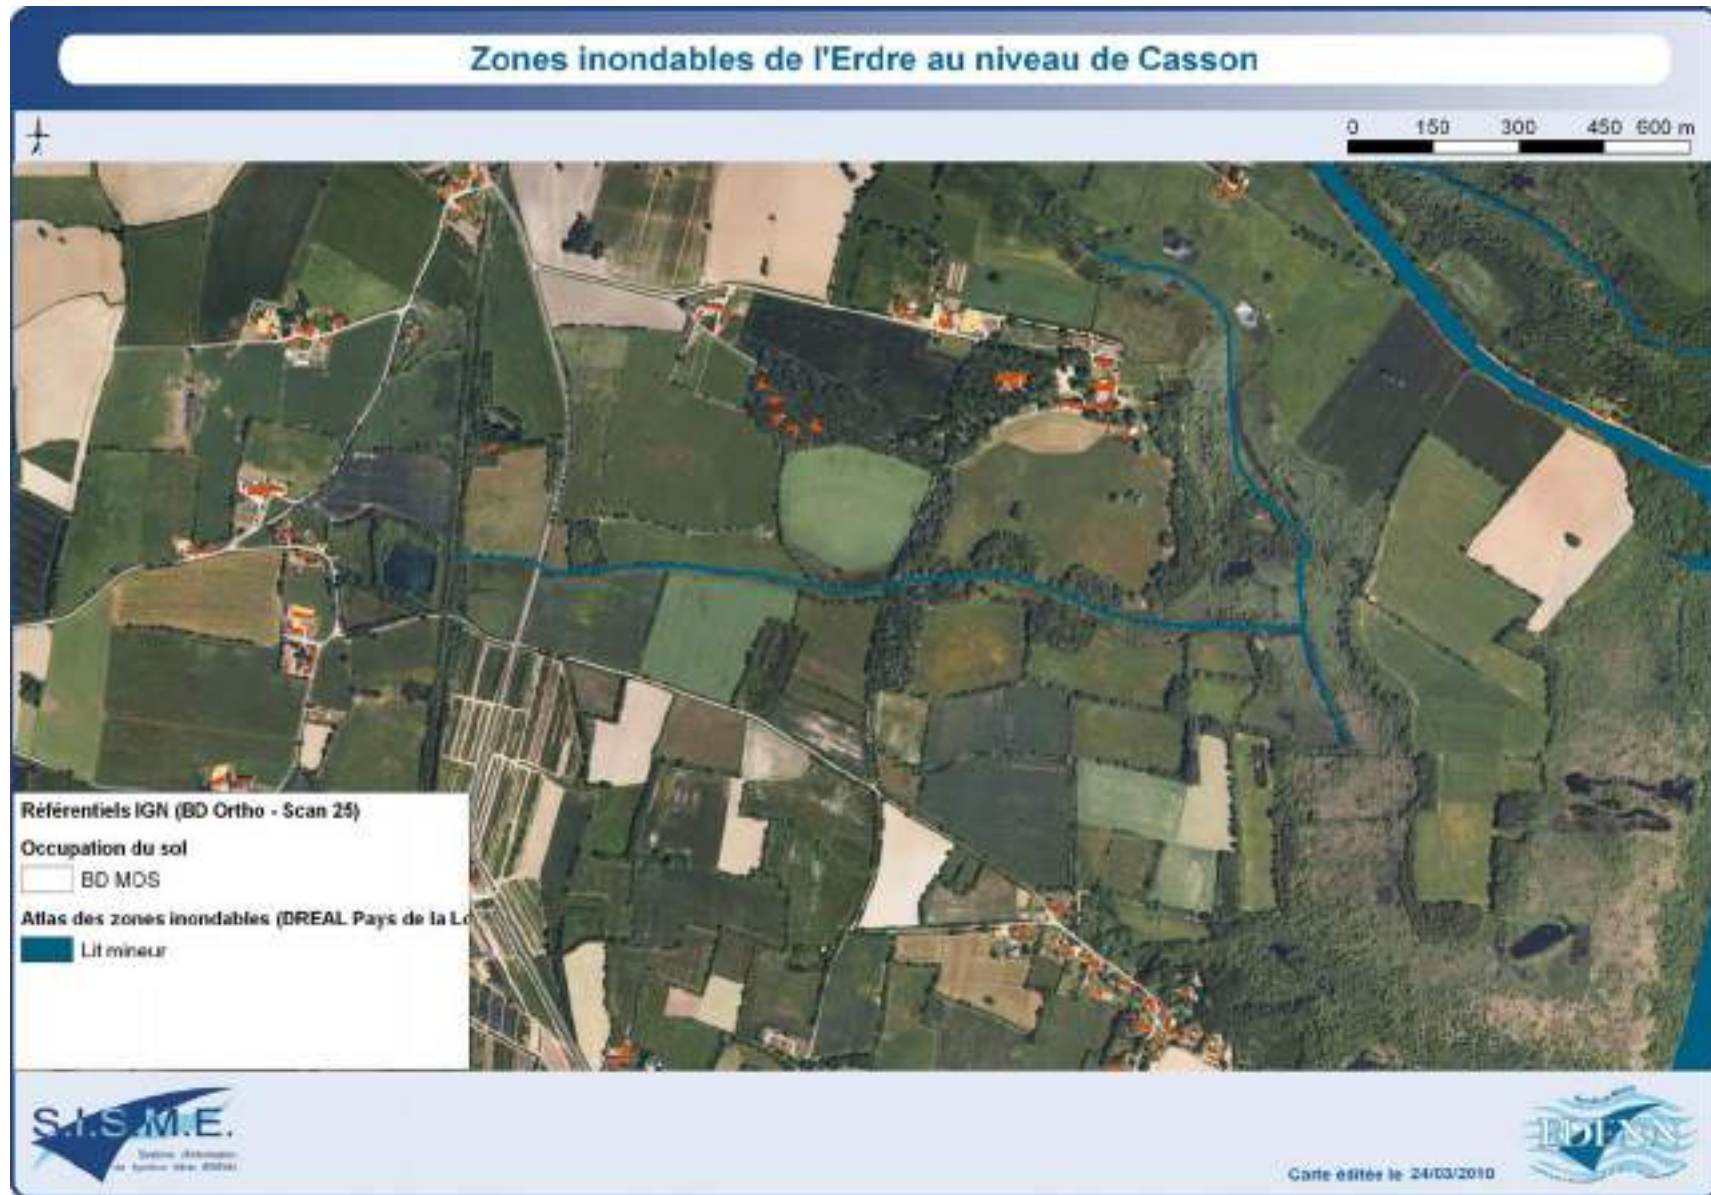 Zones inondables de l'Erdre au niveau de Casson
0 150 300 450 600 m
Référentiels IGN (BD Ortho - Scan 25)
Occupation du sol
BD MOS
Atlas des zones inondables (DREAL Pays de la Lo
Lit mineur
S.I.S.M.E.
EDENN
Carte éditée le 24/03/2010